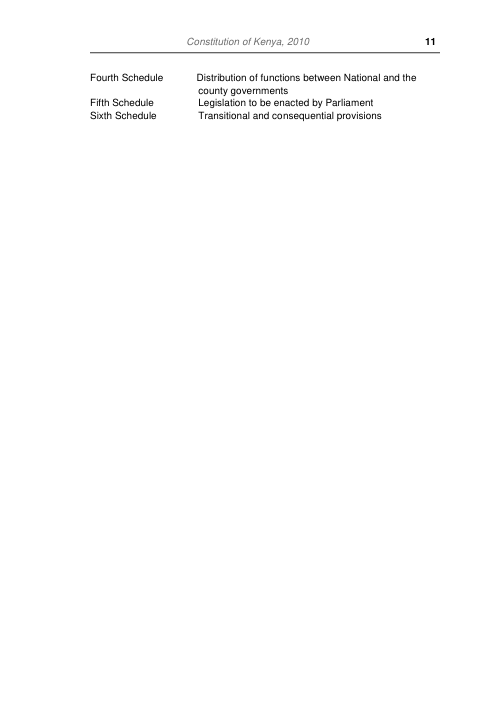 Constitution of Kenya, 2010 11
Fourth Schedule Distribution of functions between National and the
county governments
Fifth Schedule Legislation to be enacted by Parliament
Sixth Schedule Transitional and consequential provisions